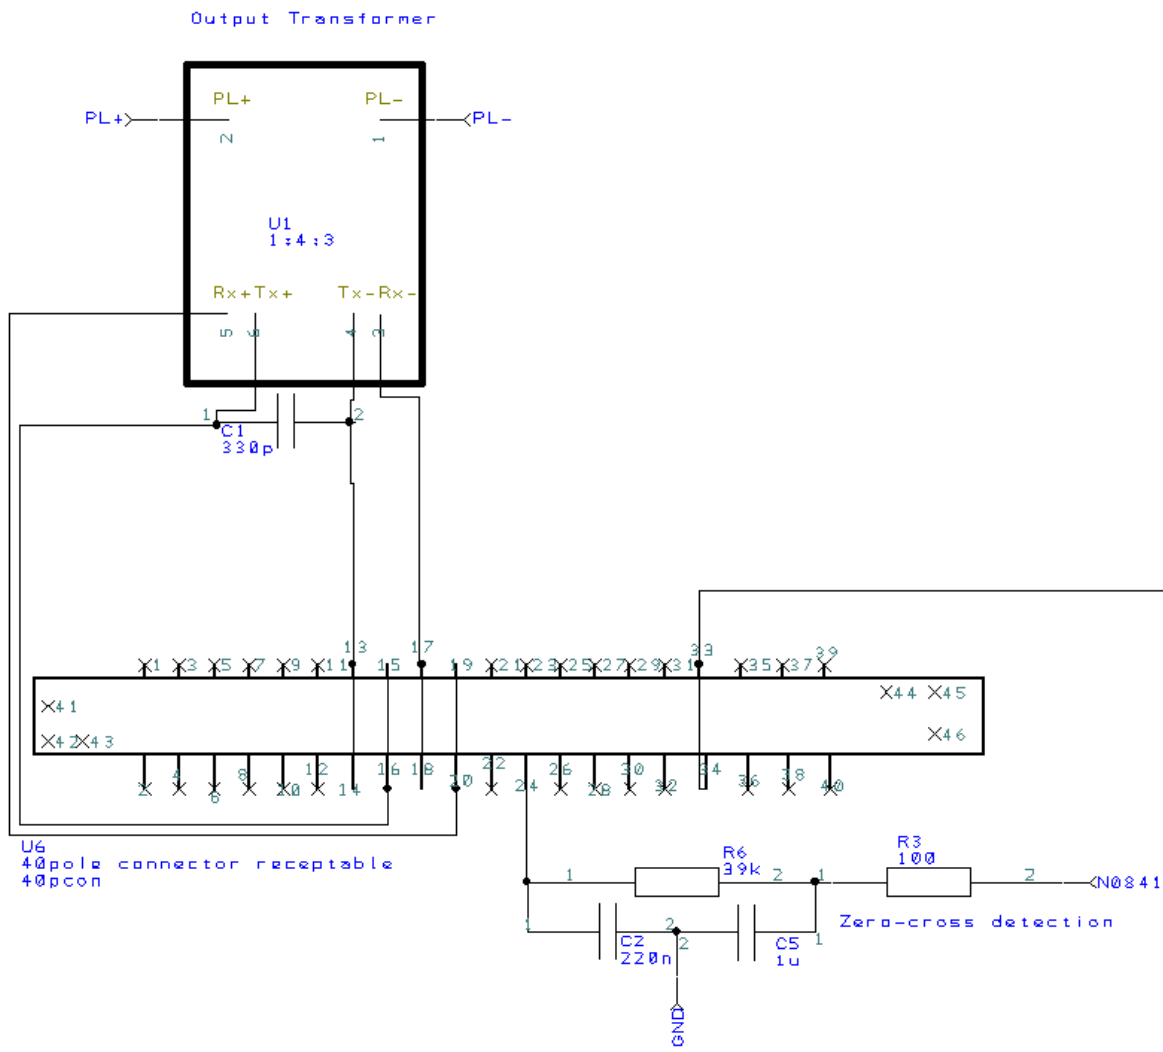 Output Transformer
PL+ PL-
PL+ PL-
2 1
U1
1:4:3
Rx+ Tx+ Tx- Rx-
5 6 4 3
1 2
C1
330p
13 17 33 39
1 3 5 7 9 11 15 19 21 23 25 27 29 31 35 37
41 44 45
42 43 46
2 4 6 8 10 12 14 16 18 20 22 24 26 28 30 32 34 36 38 40
U6
40pole connector receptable
40pcon
R6
39k
R3
100
1 2 1 2
N0841
Zero-cross detection
1 2 2 1
C2
220n
C5
1u
GND